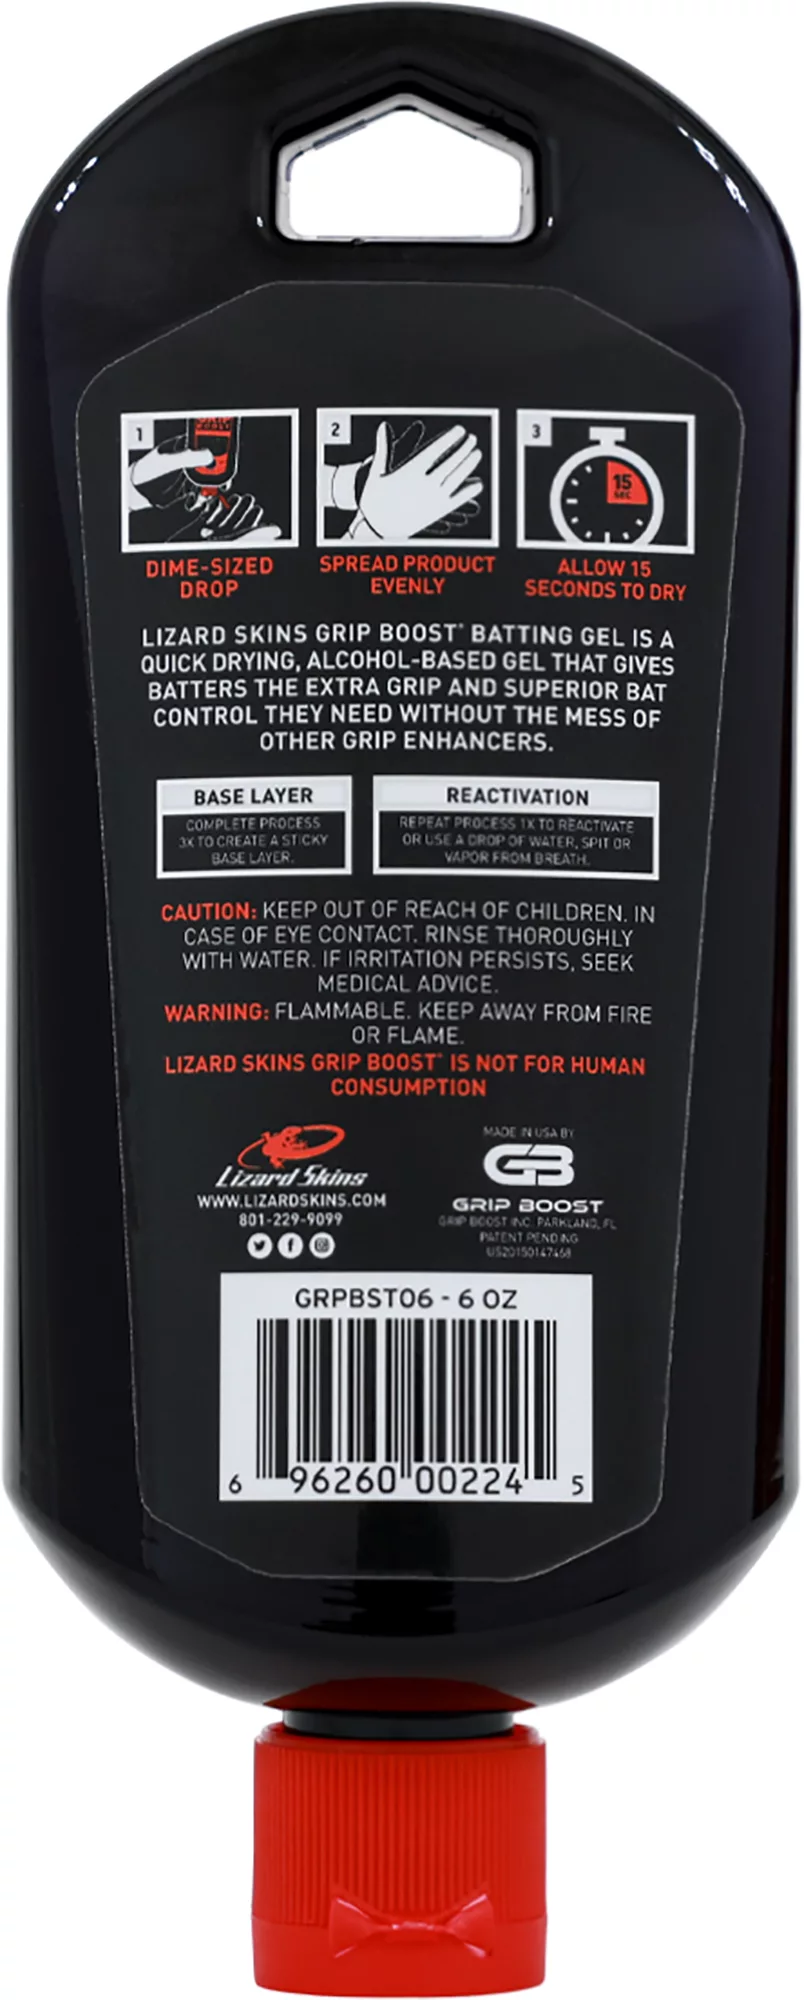 GRIP
1
2
3
15
SEC
DIME-SIZED
DROP
SPREAD PRODUCT
EVENLY
ALLOW 15
SECONDS TO DRY
LIZARD SKINS GRIP BOOST® BATTING GEL IS A
QUICK DRYING, ALCOHOL-BASED GEL THAT GIVES
BATTERS THE EXTRA GRIP AND SUPERIOR BAT
CONTROL THEY NEED WITHOUT THE MESS OF
OTHER GRIP ENHANCERS.
BASE LAYER
COMPLETE PROCESS
3X TO CREATE A STICKY
BASE LAYER.
REACTIVATION
REPEAT PROCESS 1X TO REACTIVATE
OR USE A DROP OF WATER, SPIT OR
VAPOR FROM BREATH.
CAUTION: KEEP OUT OF REACH OF CHILDREN. IN
CASE OF EYE CONTACT. RINSE THOROUGHLY
WITH WATER. IF IRRITATION PERSISTS, SEEK
MEDICAL ADVICE.
WARNING: FLAMMABLE. KEEP AWAY FROM FIRE
OR FLAME.
LIZARD SKINS GRIP BOOST® IS NOT FOR HUMAN
CONSUMPTION
Lizard Skins
WWW.LIZARDSKINS.COM
801-229-9099
MADE IN USA BY
GB
GRIP BOOST
GRIP BOOST INC. PARKLAND, FL
PATENT PENDING
US20150147468
GRPBST06 - 6 OZ
6 96260 00224 5